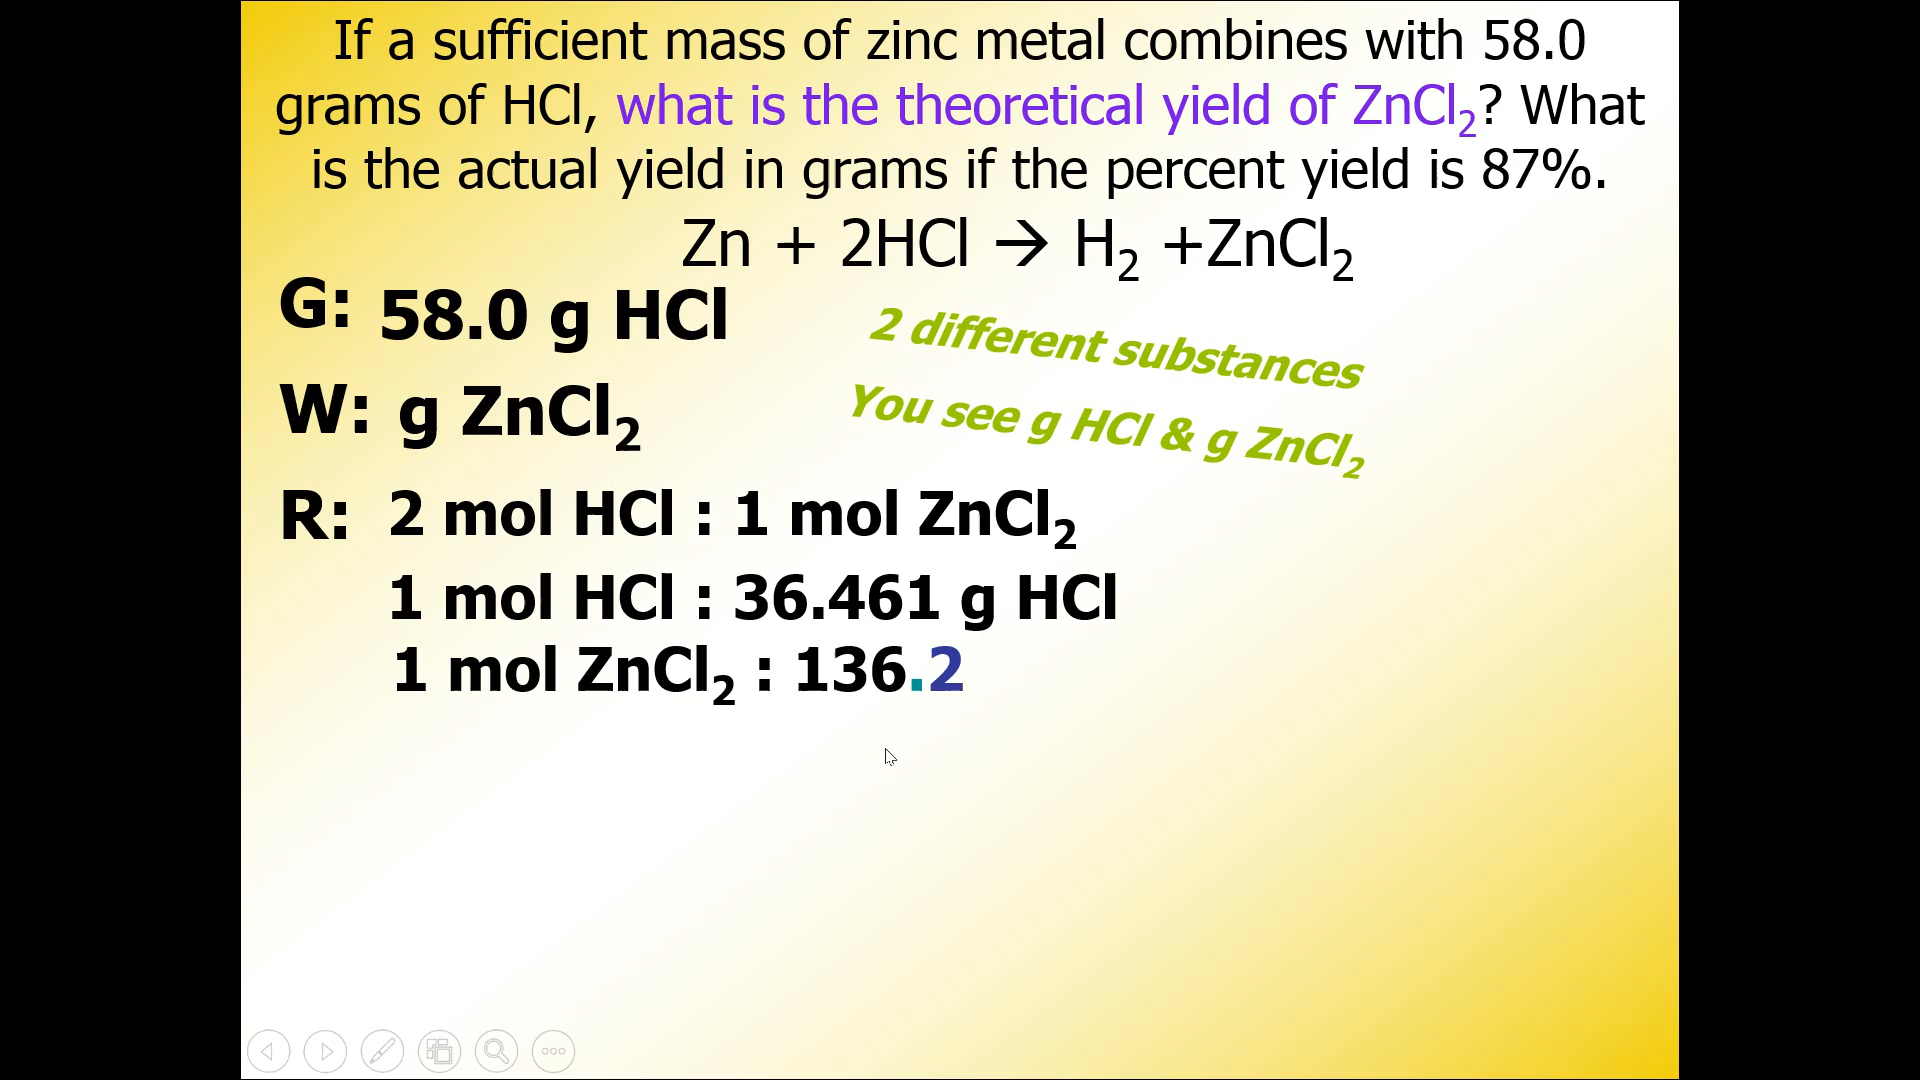 If a sufficient mass of zinc metal combines with 58.0
grams of HCl, what is the theoretical yield of ZnCl₂? What
is the actual yield in grams if the percent yield is 87%.
Zn + 2HCl → H₂ +ZnCl₂
G: 58.0 g HCl
2 different substances
W: g ZnCl₂
You see g HCl & g ZnCl₂
R: 2 mol HCl : 1 mol ZnCl₂
1 mol HCl : 36.461 g HCl
1 mol ZnCl₂ : 136.2